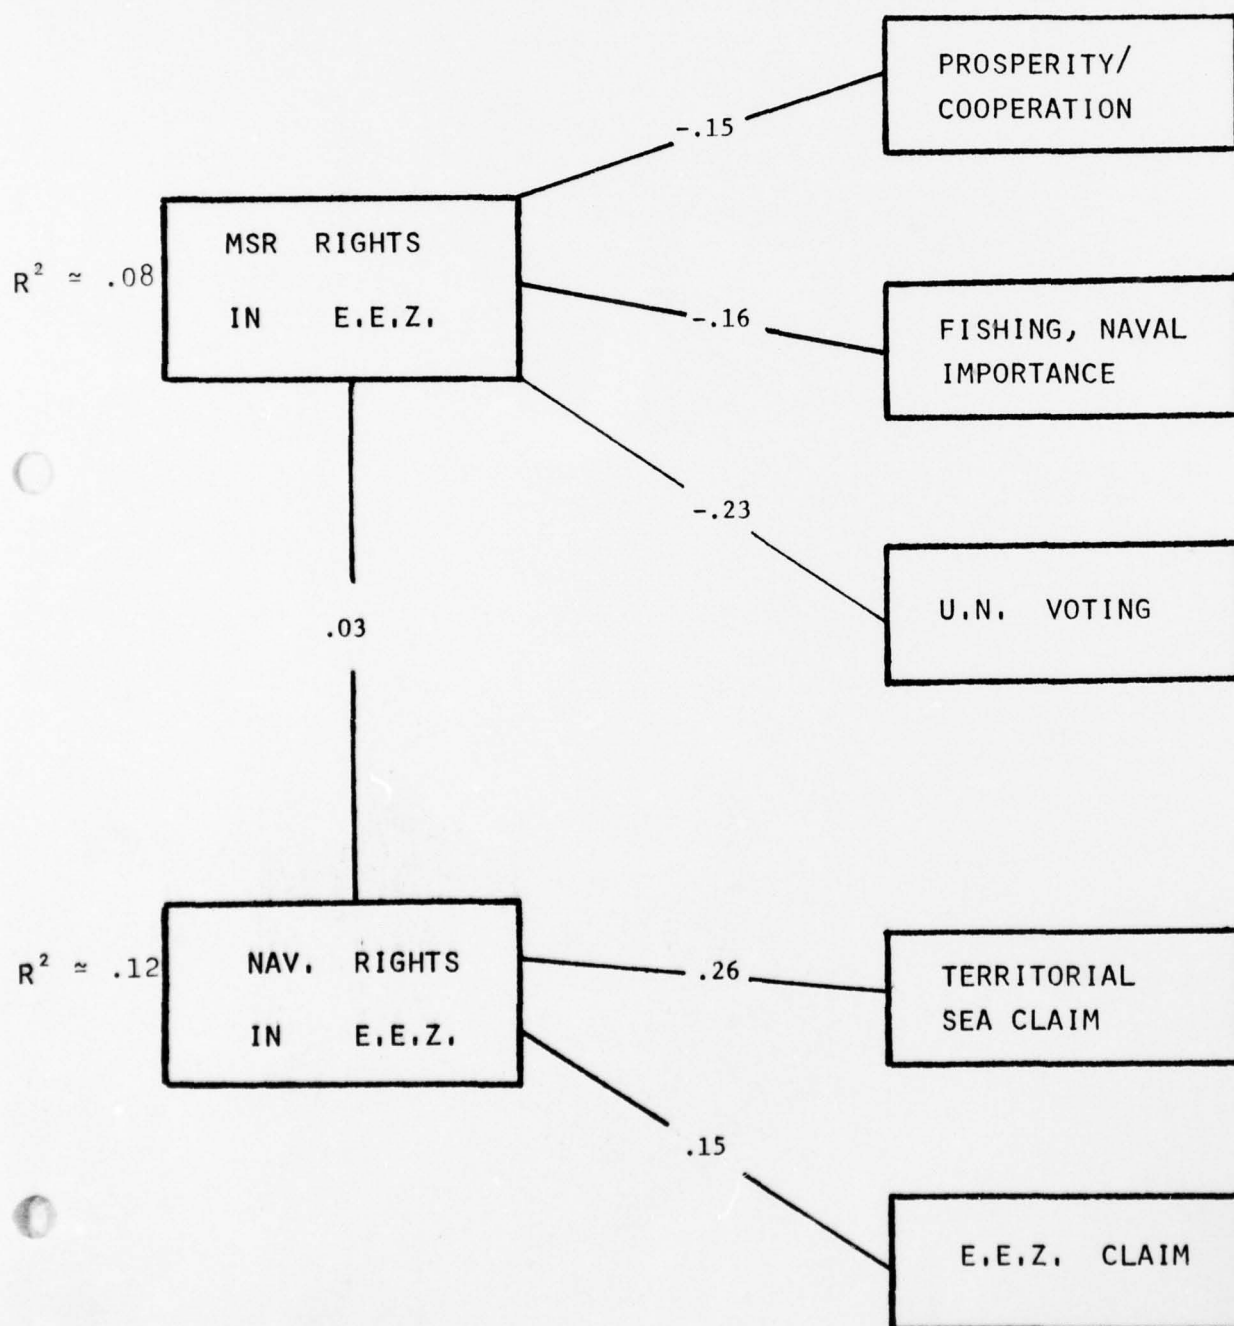 PROSPERITY/
COOPERATION
-.15
MSR RIGHTS
IN E.E.Z.
R² ≃ .08
-.16
FISHING, NAVAL
IMPORTANCE
-.23
U.N. VOTING
.03
NAV. RIGHTS
IN E.E.Z.
R² ≃ .12
.26
TERRITORIAL
SEA CLAIM
.15
E.E.Z. CLAIM